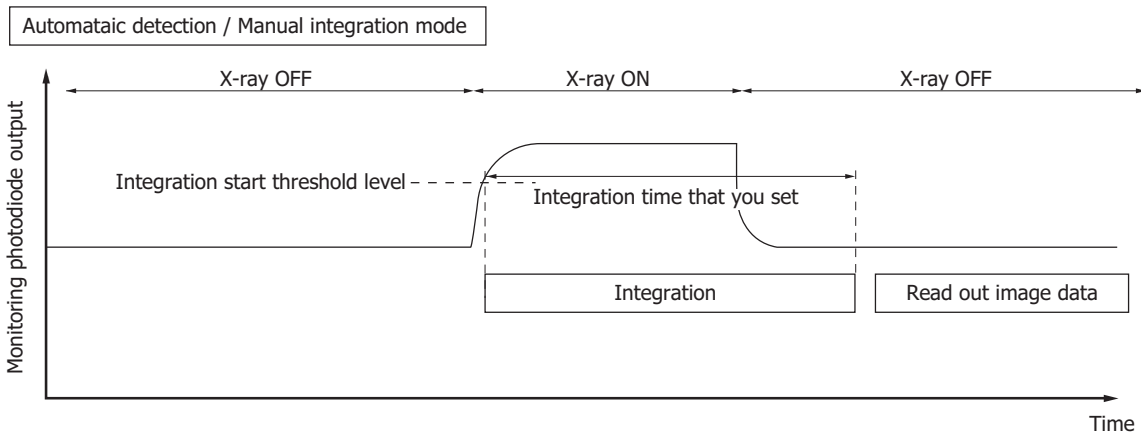 Automataic detection / Manual integration mode
X-ray OFF
X-ray ON
X-ray OFF
Monitoring photodiode output
Integration start threshold level
Integration time that you set
Integration
Read out image data
Time